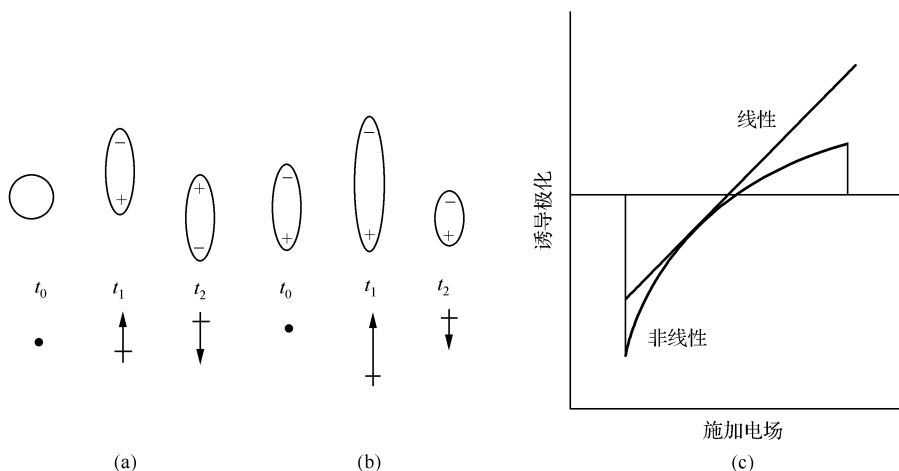 − − + − − −
+ + − + + +
t₀ t₁ t₂ t₀ t₁ t₂
(a) (b)
线性
非线性
诱导极化
施加电场
(c)